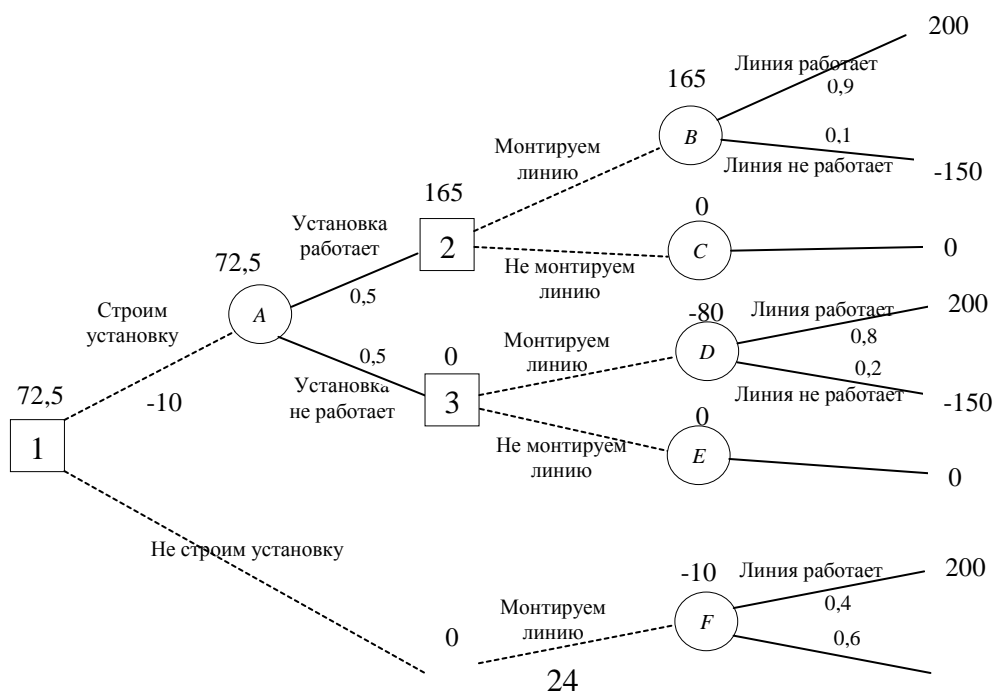 200
Линия работает
0,9
165
B
0,1
Линия не работает
-150
Монтируем
линию
165
2
0
C
0
Не монтируем
линию
Установка
работает
0,5
72,5
A
Строим
установку
-10
0,5
Установка
не работает
0
3
Монтируем
линию
-80
D
Линия работает
200
0,8
0,2
Линия не работает
-150
Не монтируем
линию
0
E
0
72,5
1
Не строим установку
0
Монтируем
линию
-10
F
Линия работает
200
0,4
0,6
24